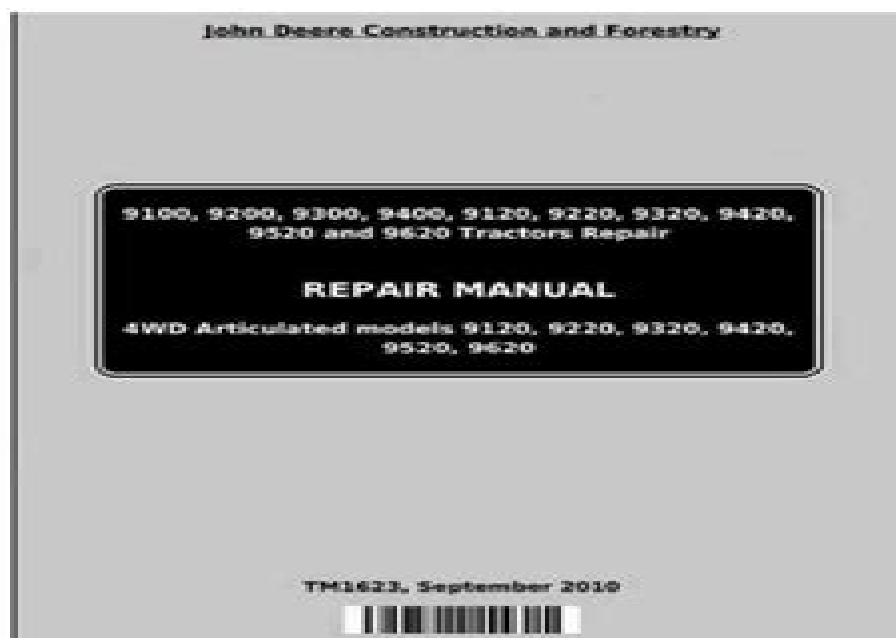 John Deere Construction and Forestry
9100, 9200, 9300, 9400, 9120, 9220, 9320, 9420,
9520 and 9620 Tractors Repair
REPAIR MANUAL
4WD Articulated models 9120, 9220, 9320, 9420,
9520, 9620
TM1623, September 2010